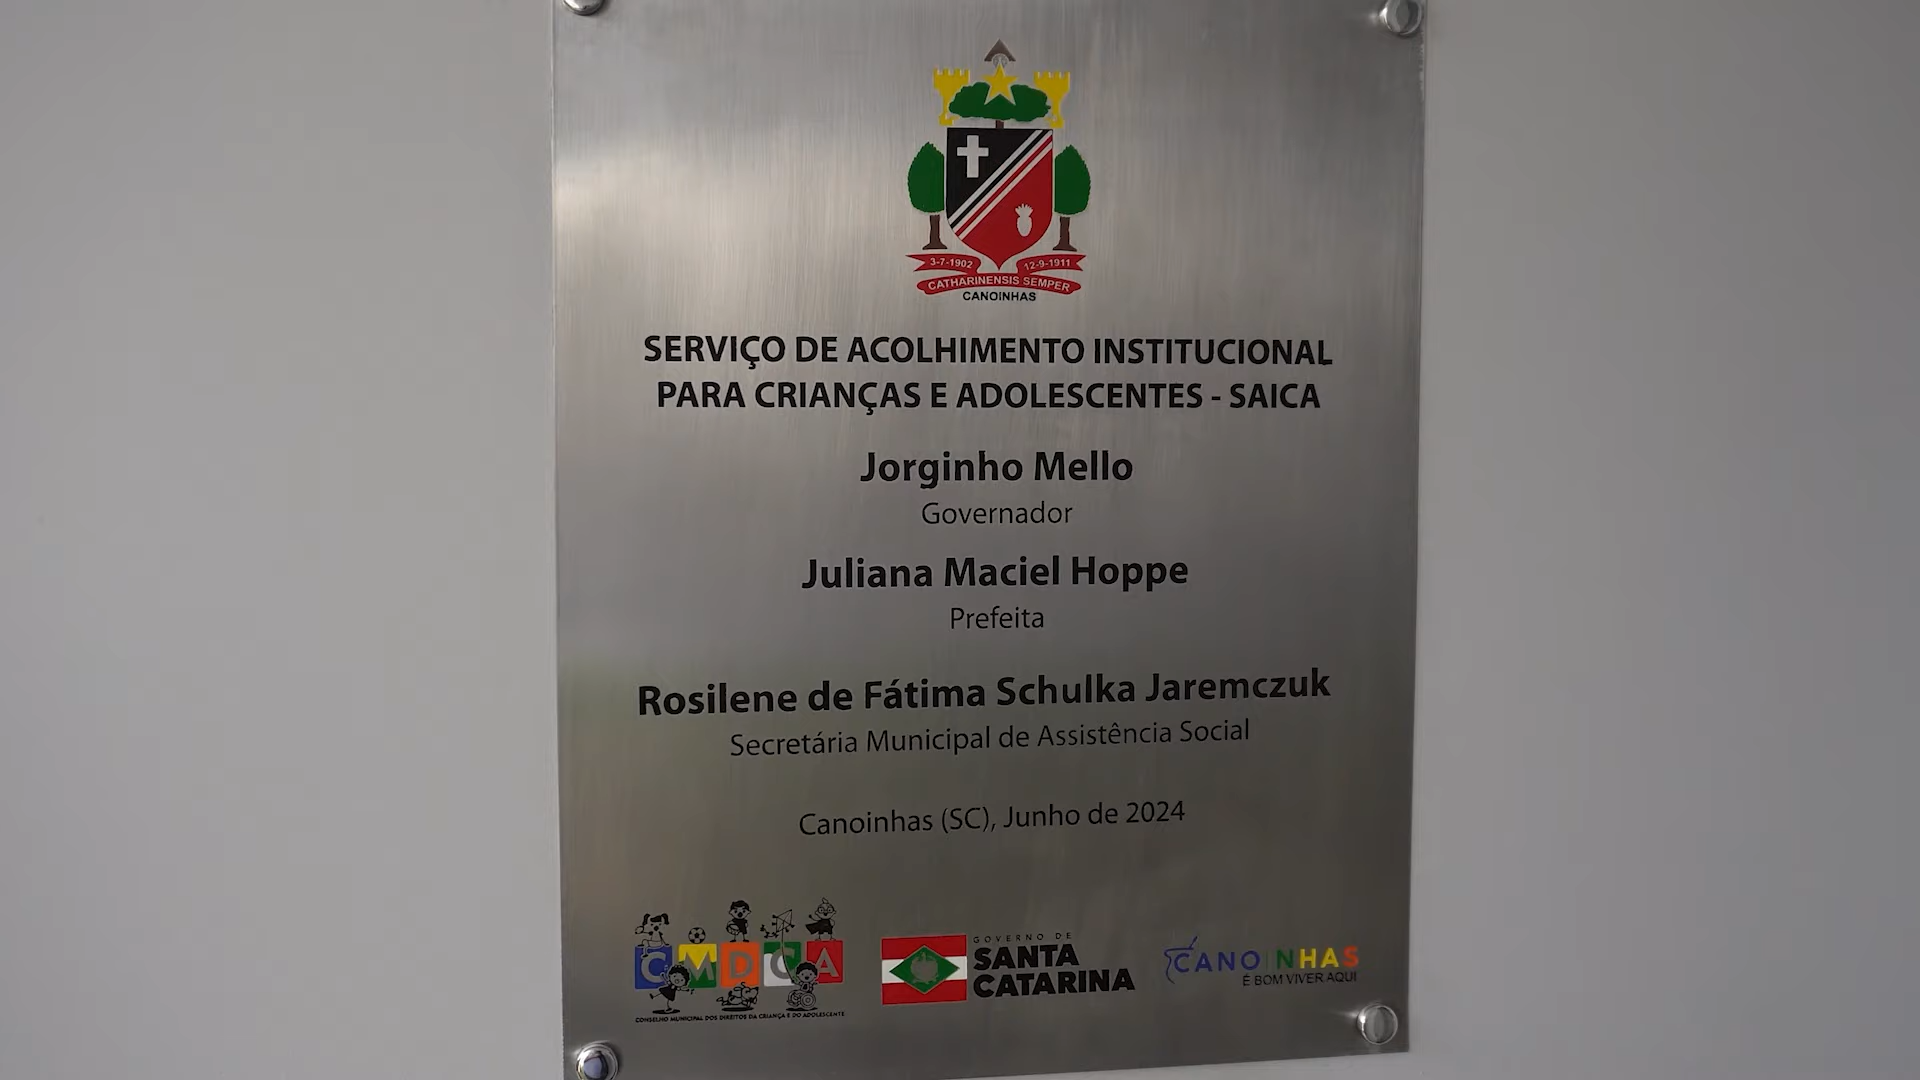 3-7-1902
12-9-1911
CATHARINENSIS SEMPER
CANOINHAS
SERVIÇO DE ACOLHIMENTO INSTITUCIONAL
PARA CRIANÇAS E ADOLESCENTES - SAICA
Jorginho Mello
Governador
Juliana Maciel Hoppe
Prefeita
Rosilene de Fátima Schulka Jaremczuk
Secretária Municipal de Assistência Social
Canoinhas (SC), Junho de 2024
CMDCA
CONSELHO MUNICIPAL DOS DIREITOS DA CRIANÇA E DO ADOLESCENTE
GOVERNO DE
SANTA
CATARINA
CANOINHAS
É BOM VIVER AQUI